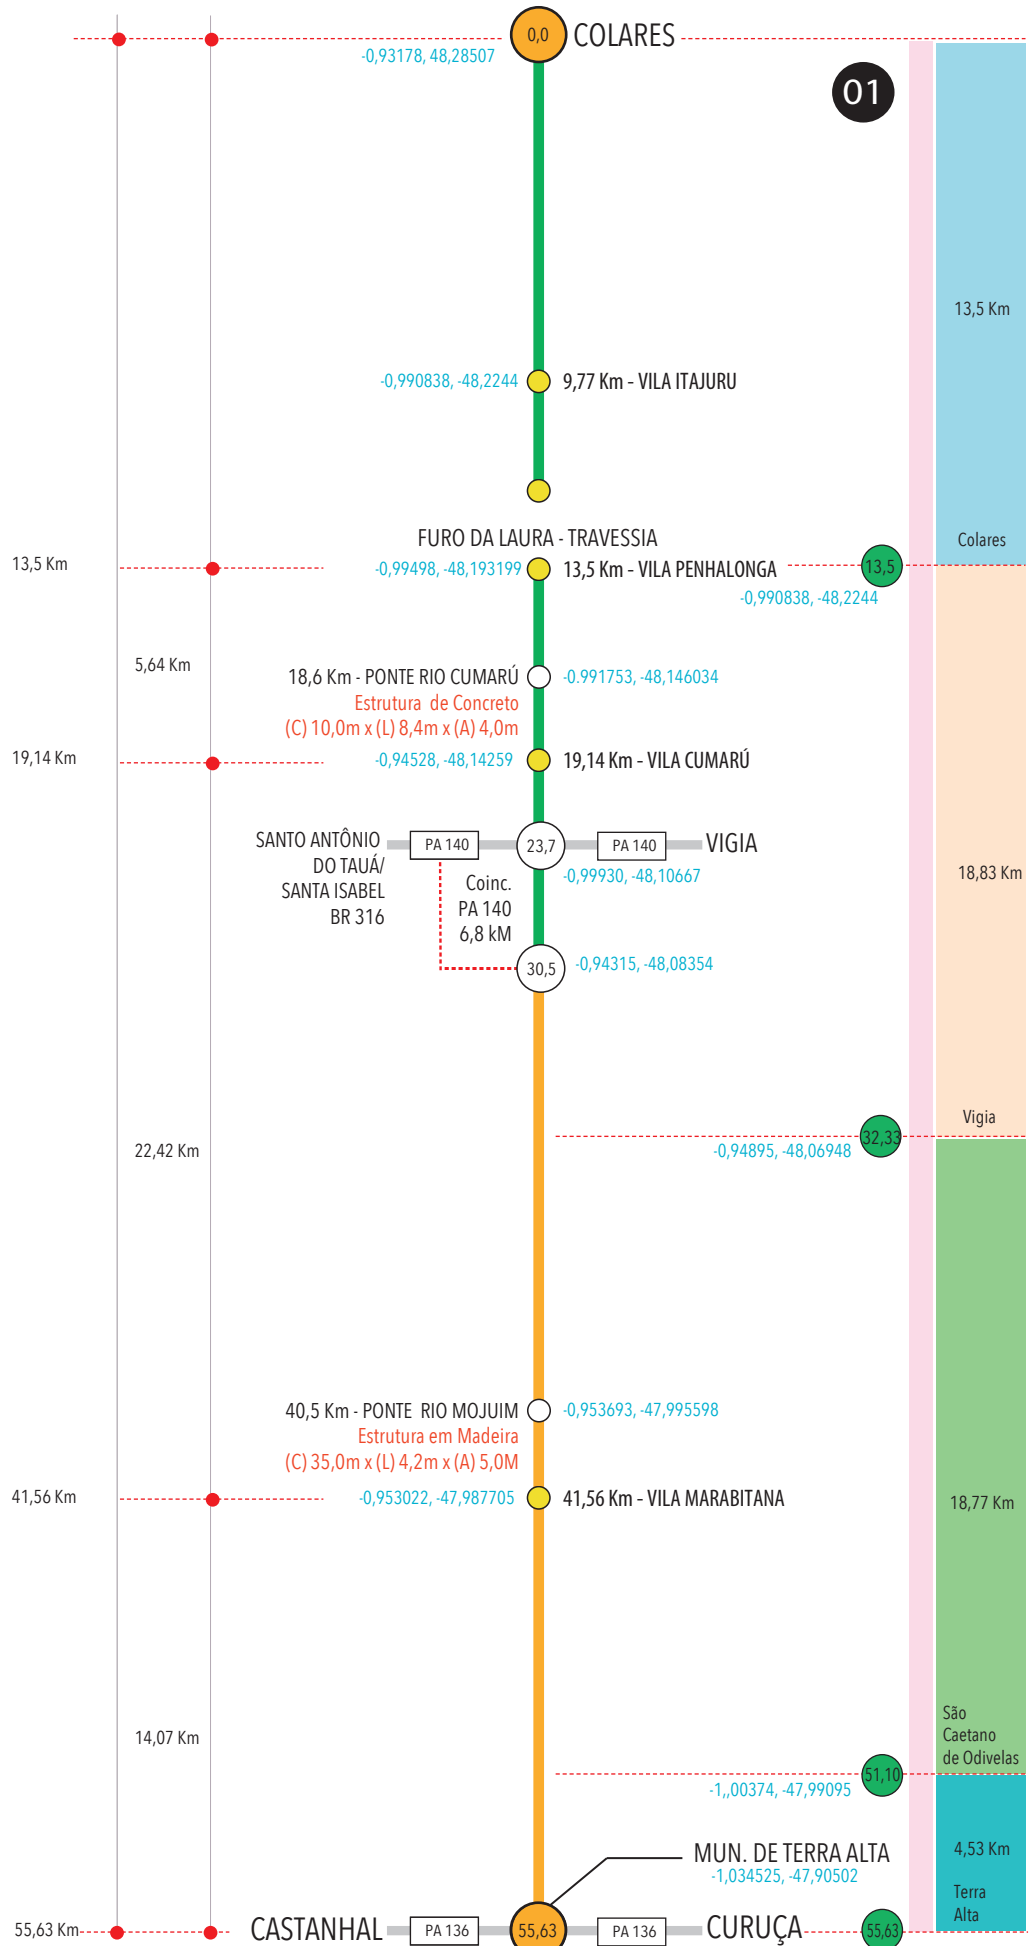 0,0 COLARES
-0,93178, 48,28507
01
13,5 Km
-0,990838, -48,2244
9,77 Km - VILA ITAJURU
FURO DA LAURA - TRAVESSIA
Colares
13,5 Km
-0,99498, -48,193199
13,5 Km - VILA PENHALONGA
13,5
-0,990838, -48,2244
5,64 Km
18,6 Km - PONTE RIO CUMARÚ
-0.991753, -48,146034
Estrutura de Concreto
(C) 10,0m x (L) 8,4m x (A) 4,0m
19,14 Km
-0,94528, -48,14259
19,14 Km - VILA CUMARÚ
SANTO ANTÔNIO
DO TAUÁ/
SANTA ISABEL
BR 316
PA 140
23,7
PA 140
VIGIA
-0,99930, -48,10667
18,83 Km
Coinc.
PA 140
6,8 kM
30,5
-0,94315, -48,08354
Vigia
32,33
-0,94895, -48,06948
22,42 Km
40,5 Km - PONTE RIO MOJUIM
-0,953693, -47,995598
Estrutura em Madeira
(C) 35,0m x (L) 4,2m x (A) 5,0M
41,56 Km
-0,953022, -47,987705
41,56 Km - VILA MARABITANA
18,77 Km
14,07 Km
São
Caetano
de Odivelas
51,10
-1,,00374, -47,99095
MUN. DE TERRA ALTA
-1,034525, -47,90502
4,53 Km
Terra
Alta
55,63 Km
CASTANHAL
PA 136
55,63
PA 136
CURUÇA
55,63